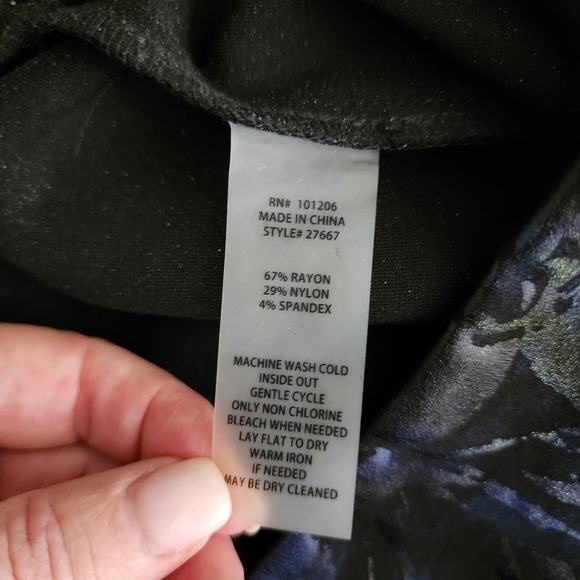 RN# 101206
MADE IN CHINA
STYLE# 27667
67% RAYON
29% NYLON
4% SPANDEX
MACHINE WASH COLD
INSIDE OUT
GENTLE CYCLE
ONLY NON CHLORINE
BLEACH WHEN NEEDED
LAY FLAT TO DRY
WARM IRON
IF NEEDED
MAY BE DRY CLEANED